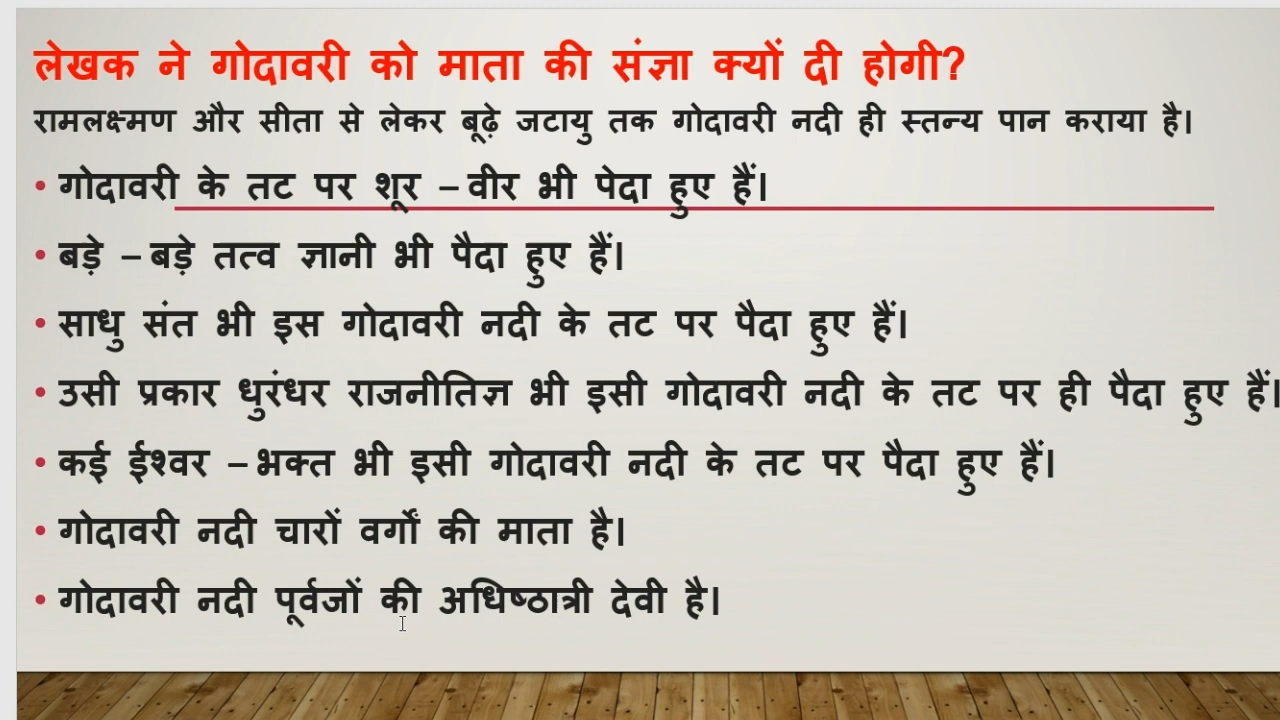 लेखक ने गोदावरी को माता की संज्ञा क्यों दी होगी?
रामलक्ष्मण और सीता से लेकर बूढ़े जटायु तक गोदावरी नदी ही स्तन्य पान कराया है।
• गोदावरी के तट पर शूर – वीर भी पेदा हुए हैं।
• बड़े – बड़े तत्व ज्ञानी भी पैदा हुए हैं।
• साधु संत भी इस गोदावरी नदी के तट पर पैदा हुए हैं।
• उसी प्रकार धुरंधर राजनीतिज्ञ भी इसी गोदावरी नदी के तट पर ही पैदा हुए हैं।
• कई ईश्वर – भक्त भी इसी गोदावरी नदी के तट पर पैदा हुए हैं।
• गोदावरी नदी चारों वर्गों की माता है।
• गोदावरी नदी पूर्वजों की अधिष्ठात्री देवी है।